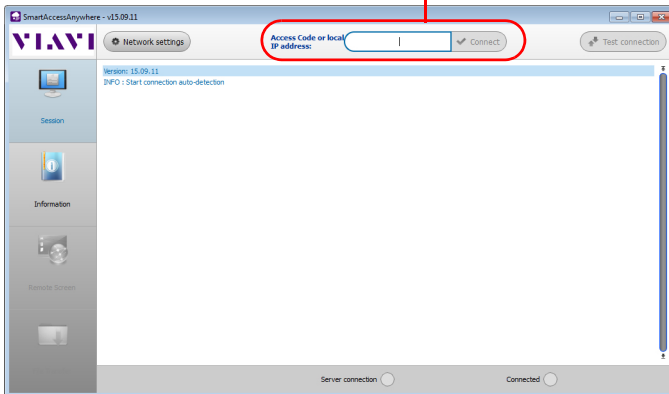 SmartAccessAnywhere - v15.09.11
VIAVI
Network settings
Access Code or local
IP address:
Connect
Test connection
Version: 15.09.11
INFO : Start connection auto-detection
Session
Information
Remote Screen
Server connection
Connected